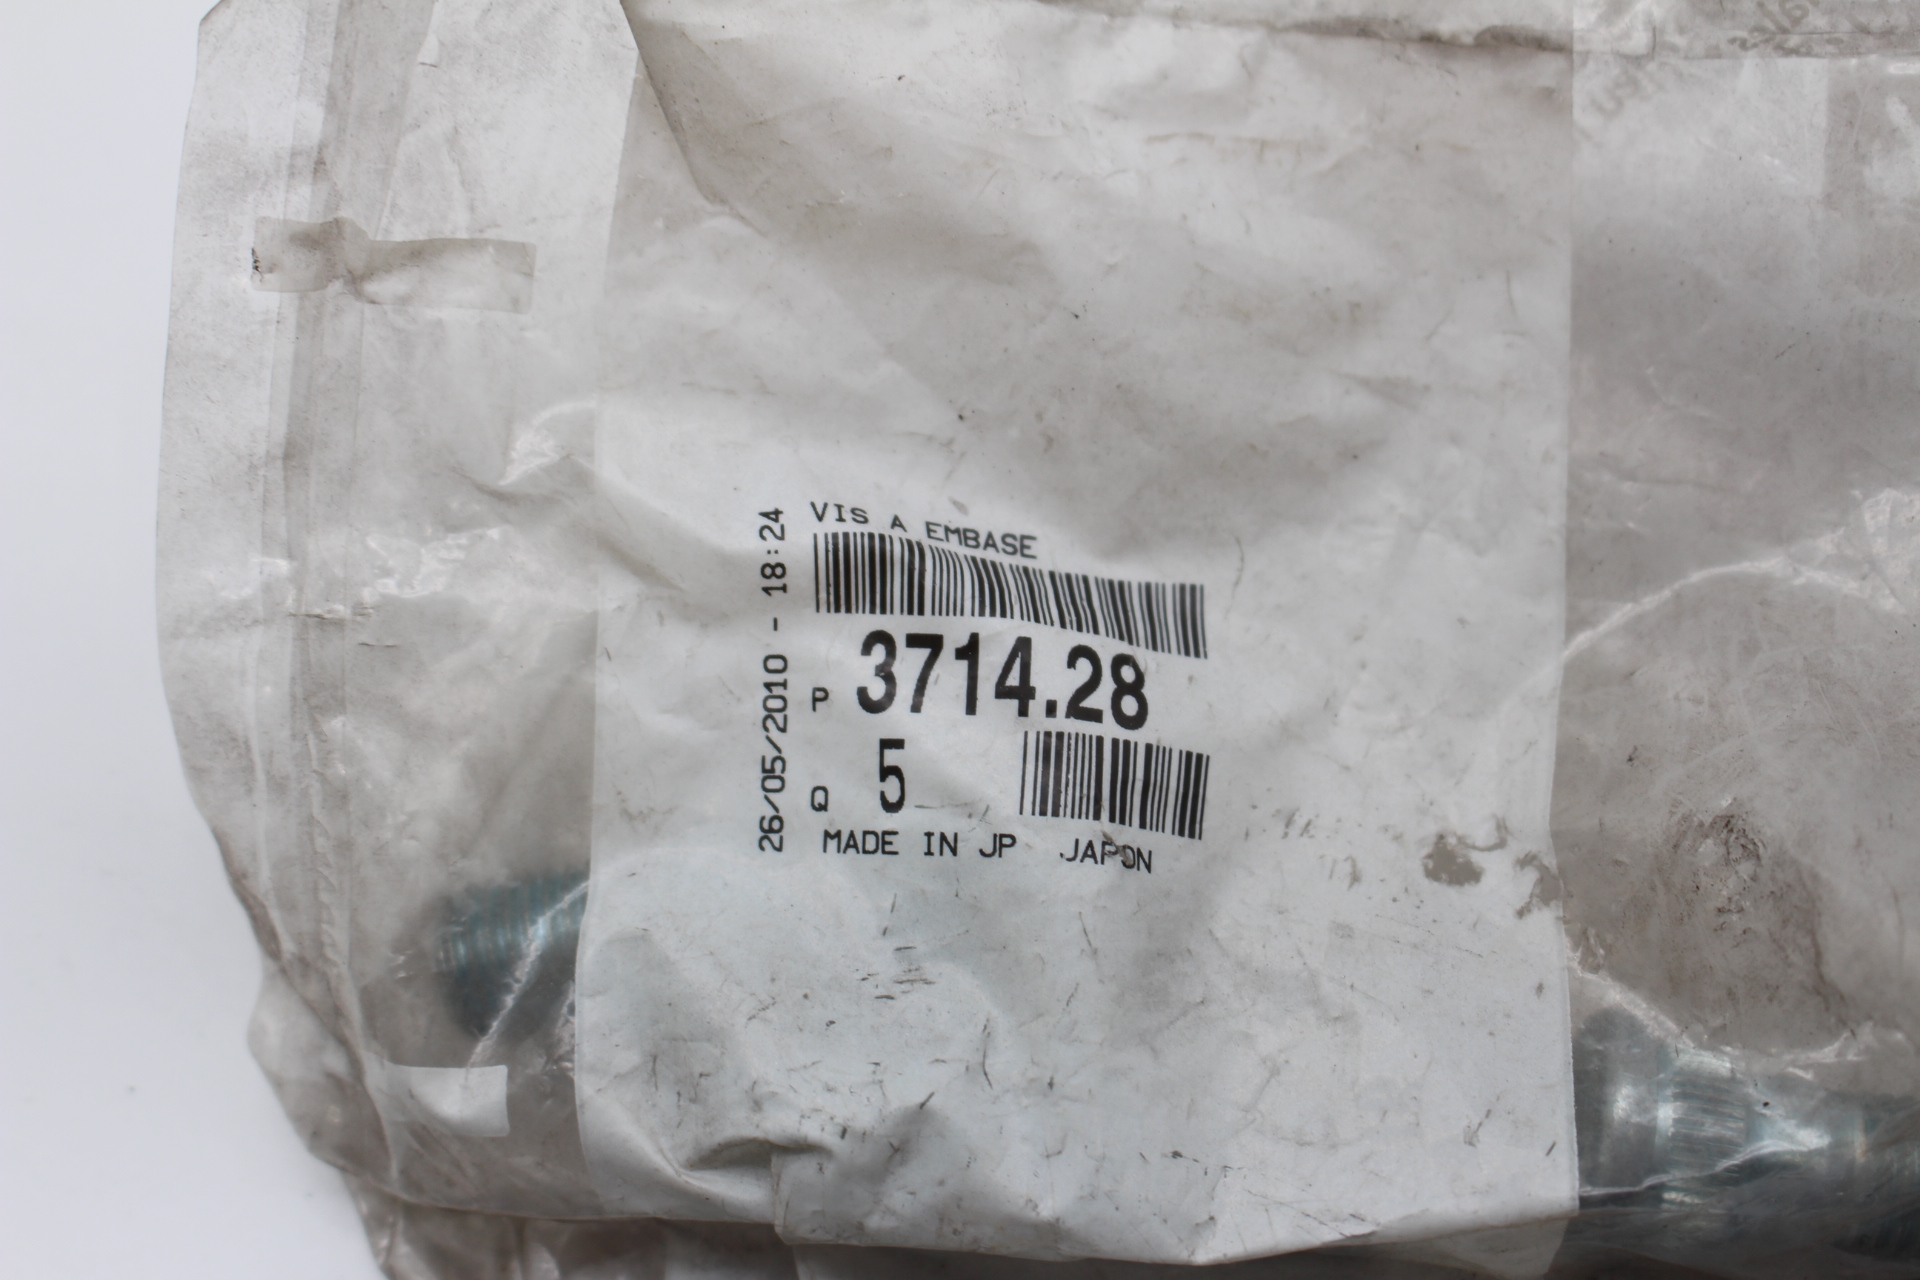 VIS A EMBASE
26/05/2010 - 18:24
P 3714.28
Q 5
MADE IN JP JAPON